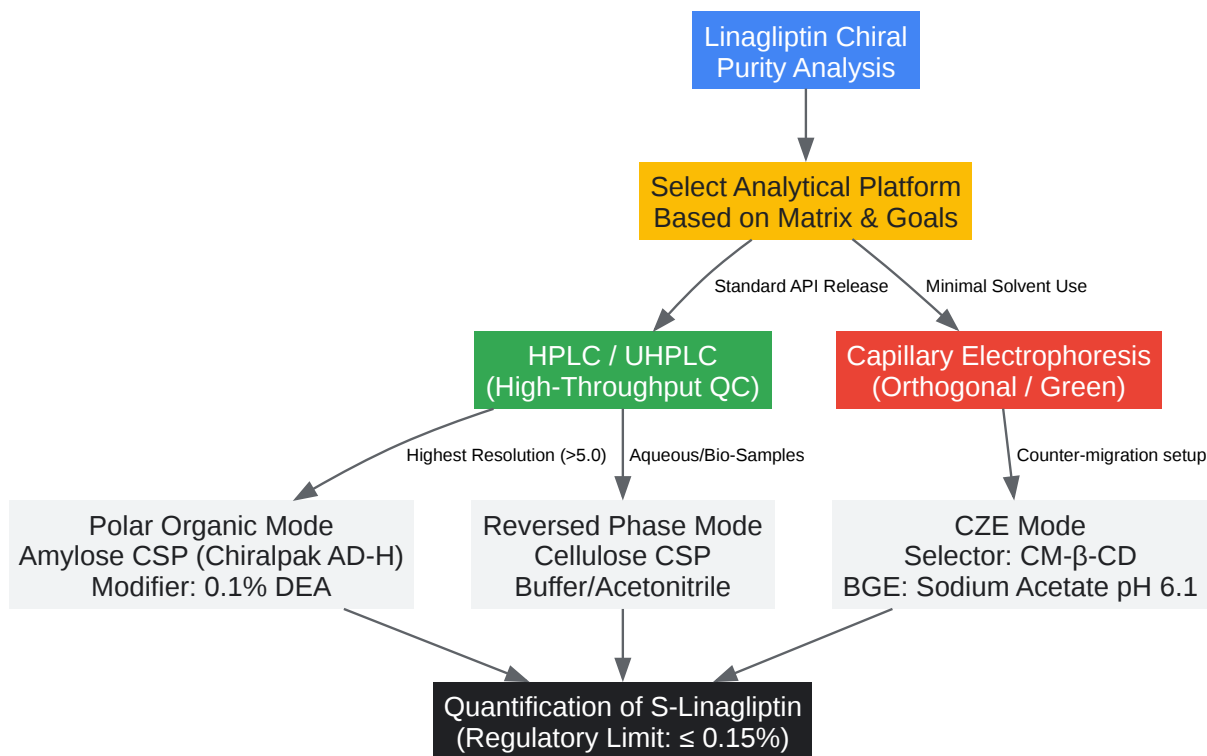 Linagliptin Chiral
Purity Analysis
Select Analytical Platform
Based on Matrix & Goals
Standard API Release
Minimal Solvent Use
HPLC / UHPLC
(High-Throughput QC)
Capillary Electrophoresis
(Orthogonal / Green)
Highest Resolution (>5.0)
Aqueous/Bio-Samples
Counter-migration setup
Polar Organic Mode
Amylose CSP (Chiralpak AD-H)
Modifier: 0.1% DEA
Reversed Phase Mode
Cellulose CSP
Buffer/Acetonitrile
CZE Mode
Selector: CM-β-CD
BGE: Sodium Acetate pH 6.1
Quantification of S-Linagliptin
(Regulatory Limit: ≤ 0.15%)